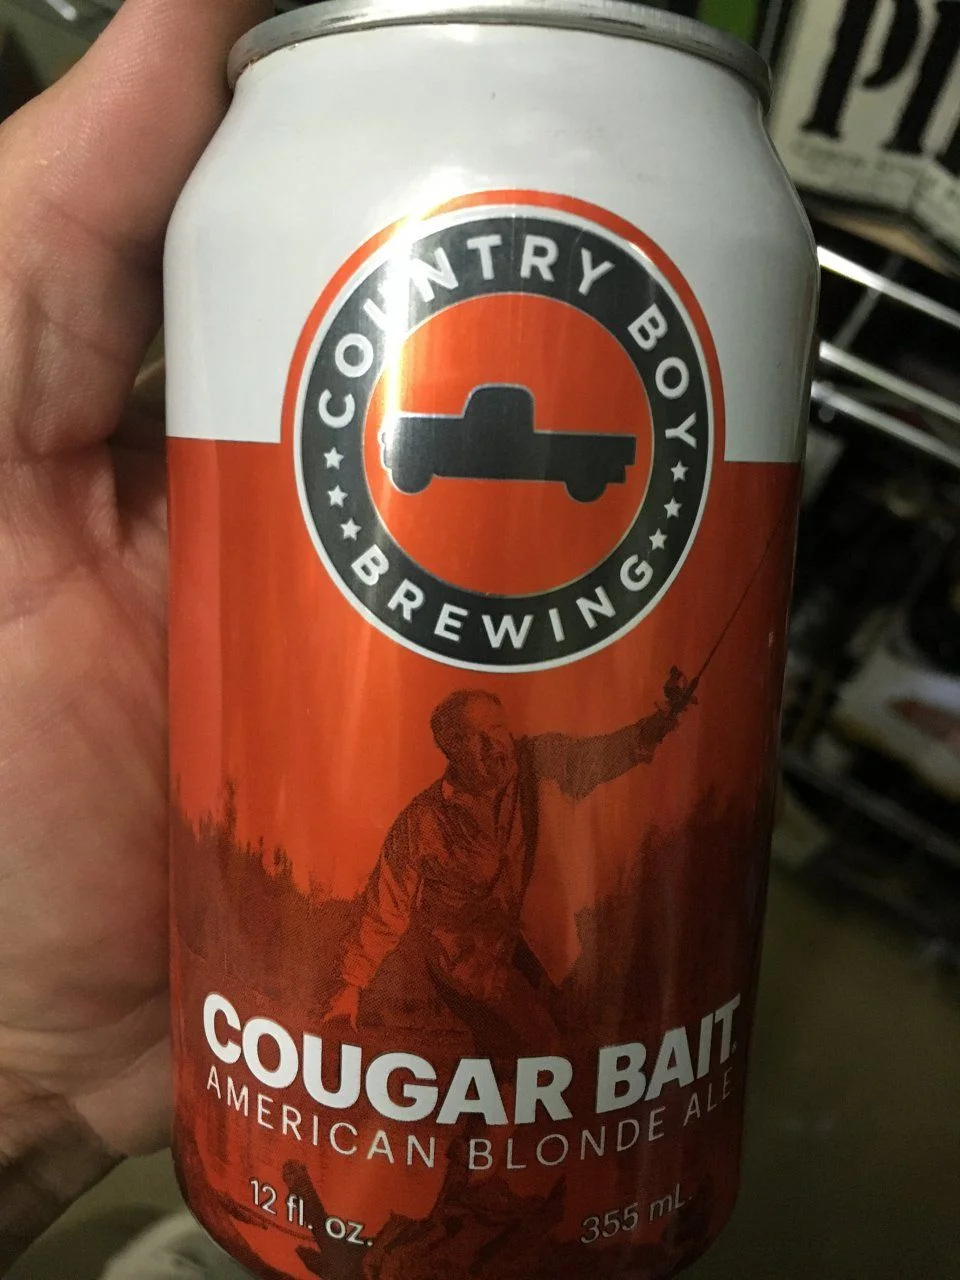 COUNTRY BOY
BREWING
COUGAR BAIT
AMERICAN BLONDE ALE
12 fl. oz.
355 mL.